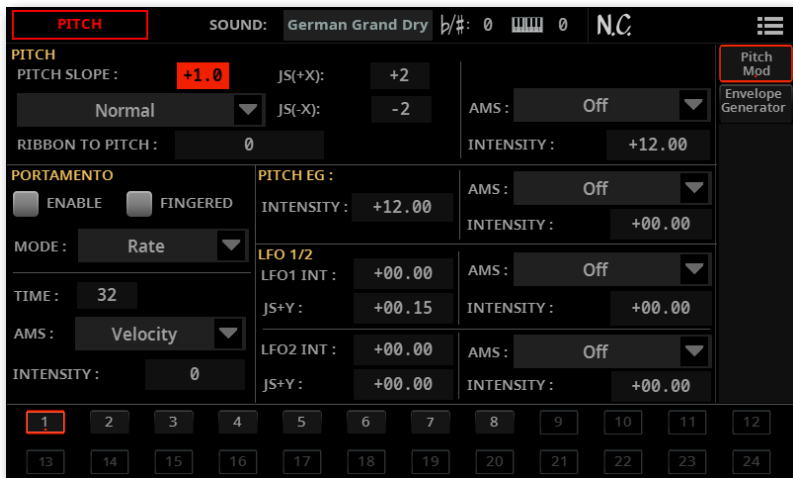 PITCH SOUND: German Grand Dry ♭/#: 0 0 N.C.
PITCH
PITCH SLOPE : +1.0 JS(+X): +2
Normal JS(-X): -2 AMS : Off
RIBBON TO PITCH : 0 INTENSITY : +12.00
Pitch
Mod
Envelope
Generator
PORTAMENTO
ENABLE FINGERED
MODE : Rate
TIME : 32
AMS : Velocity
INTENSITY : 0
PITCH EG :
INTENSITY : +12.00
AMS : Off
INTENSITY : +00.00
LFO 1/2
LFO1 INT : +00.00 AMS : Off
JS+Y : +00.15 INTENSITY : +00.00
LFO2 INT : +00.00 AMS : Off
JS+Y : +00.00 INTENSITY : +00.00
1 2 3 4 5 6 7 8 9 10 11 12
13 14 15 16 17 18 19 20 21 22 23 24